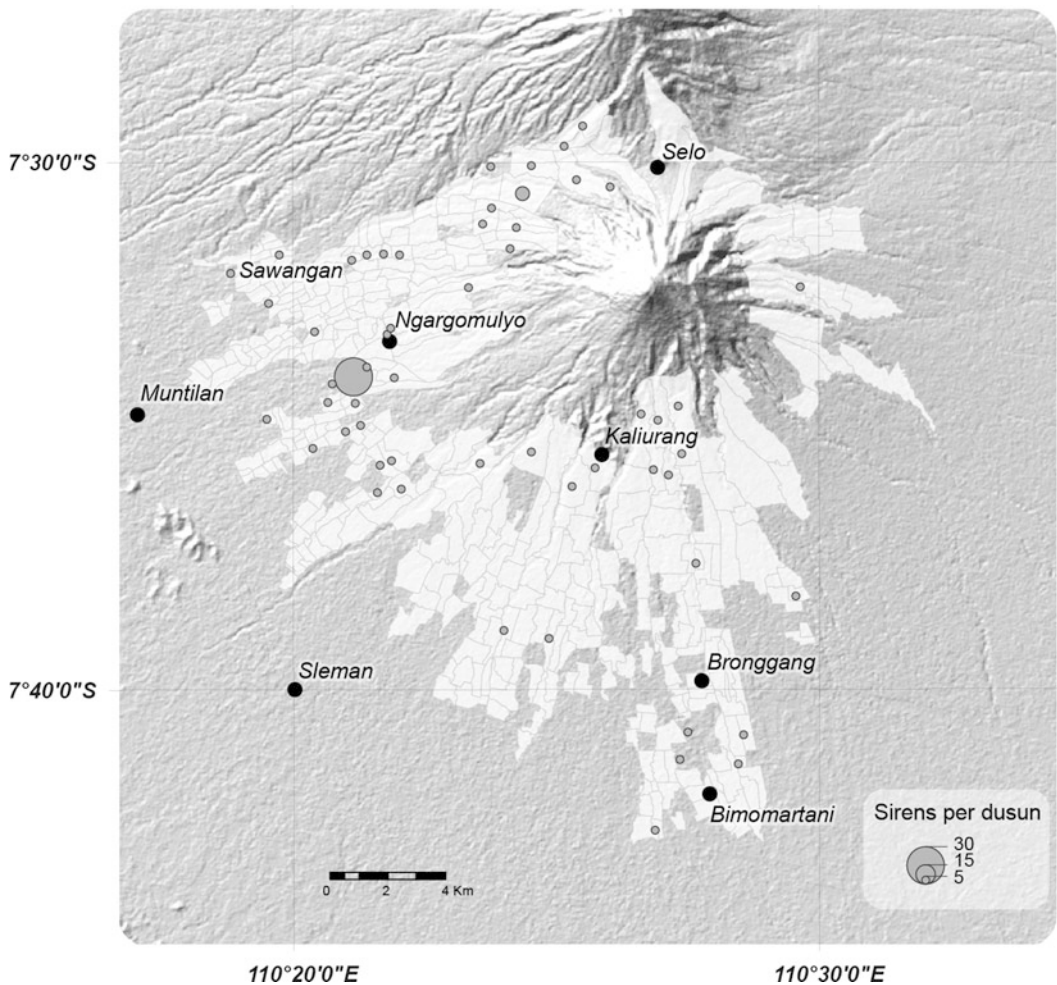 7°30'0"S
Selo
Sawangan
Ngargomulyo
Muntilan
Kaliurang
Bronggang
Sleman
7°40'0"S
Bimomartani
Sirens per dusun
30
15
5
0 2 4 Km
110°20'0"E 110°30'0"E